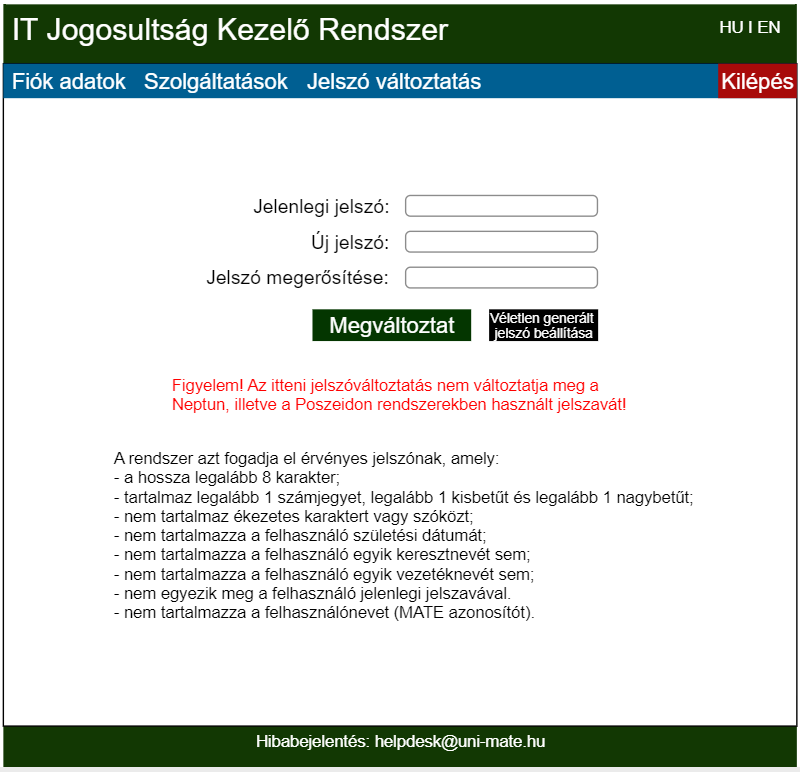 IT Jogosultság Kezelő Rendszer
HU I EN
Fiók adatok Szolgáltatások Jelszó változtatás Kilépés
Jelenlegi jelszó:
Új jelszó:
Jelszó megerősítése:
Megváltoztat
Véletlen generált
jelszó beállítása
Figyelem! Az itteni jelszóváltoztatás nem változtatja meg a
Neptun, illetve a Poszeidon rendszerekben használt jelszavát!
A rendszer azt fogadja el érvényes jelszónak, amely:
- a hossza legalább 8 karakter;
- tartalmaz legalább 1 számjegyet, legalább 1 kisbetűt és legalább 1 nagybetűt;
- nem tartalmaz ékezetes karaktert vagy szóközt;
- nem tartalmazza a felhasználó születési dátumát;
- nem tartalmazza a felhasználó egyik keresztnevét sem;
- nem tartalmazza a felhasználó egyik vezetéknevét sem;
- nem egyezik meg a felhasználó jelenlegi jelszavával.
- nem tartalmazza a felhasználónevet (MATE azonosítót).
Hibabejelentés: helpdesk@uni-mate.hu